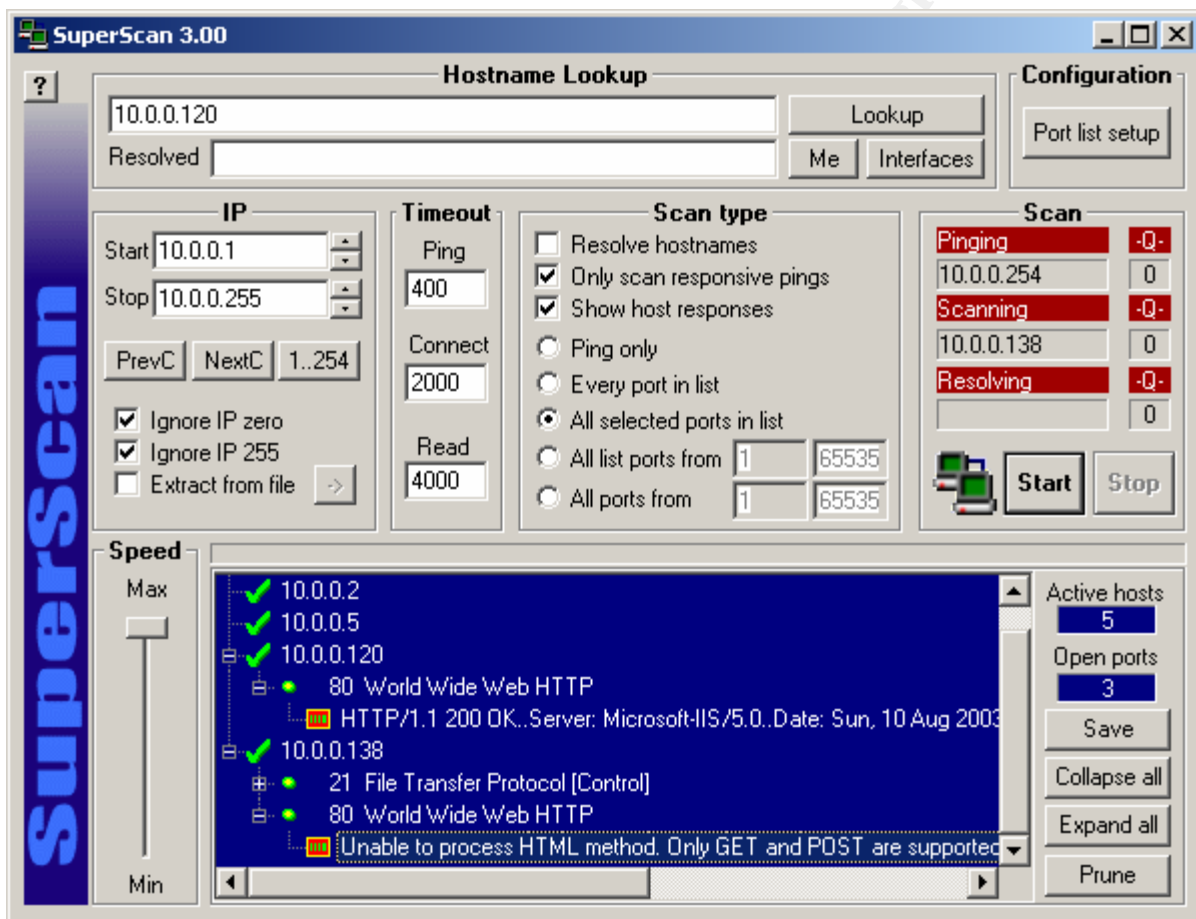 SuperScan 3.00
?
Hostname Lookup
10.0.0.120
Lookup
Resolved
Me
Interfaces
Configuration
Port list setup
SuperScan
IP
Start 10.0.0.1
Stop 10.0.0.255
PrevC
NextC
1..254
Ignore IP zero
Ignore IP 255
Extract from file
->
Timeout
Ping
400
Connect
2000
Read
4000
Scan type
Resolve hostnames
Only scan responsive pings
Show host responses
Ping only
Every port in list
All selected ports in list
All list ports from 1 65535
All ports from 1 65535
Scan
Pinging -Q-
10.0.0.254 0
Scanning -Q-
10.0.0.138 0
Resolving -Q-
0
Start
Stop
Speed
Max
Min
10.0.0.2
10.0.0.5
10.0.0.120
80 World Wide Web HTTP
HTTP/1.1 200 OK..Server: Microsoft-IIS/5.0..Date: Sun, 10 Aug 2003
10.0.0.138
21 File Transfer Protocol [Control]
80 World Wide Web HTTP
Unable to process HTML method. Only GET and POST are supported
Active hosts
5
Open ports
3
Save
Collapse all
Expand all
Prune